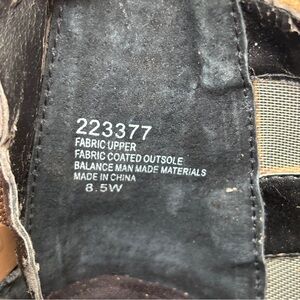 223377
FABRIC UPPER
FABRIC COATED OUTSOLE
BALANCE MAN MADE MATERIALS
MADE IN CHINA
8.5W